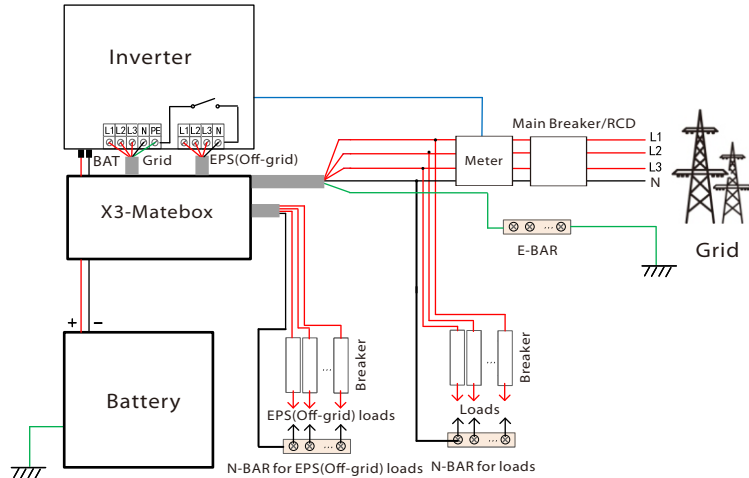 Inverter
L1 L2 L3 N PE
L1 L2 L3 N
BAT
Grid
EPS(Off-grid)
Main Breaker/RCD
Meter
L1
L2
L3
N
X3-Matebox
E-BAR
Grid
+ −
Battery
...
Breaker
...
Breaker
EPS(Off-grid) loads
Loads
...
...
...
N-BAR for EPS(Off-grid) loads
N-BAR for loads